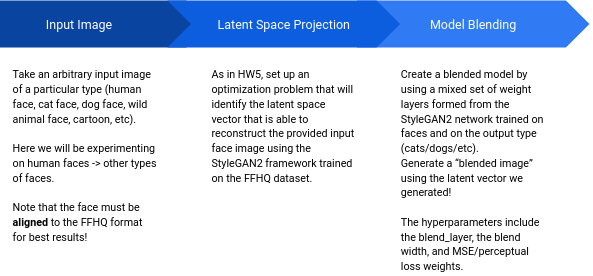 Input Image
Latent Space Projection
Model Blending
Take an arbitrary input image
of a particular type (human
face, cat face, dog face, wild
animal face, cartoon, etc).
Here we will be experimenting
on human faces -> other types
of faces.
Note that the face must be
aligned to the FFHQ format
for best results!
As in HW5, set up an
optimization problem that will
identify the latent space
vector that is able to
reconstruct the provided input
face image using the
StyleGAN2 framework trained
on the FFHQ dataset.
Create a blended model by
using a mixed set of weight
layers formed from the
StyleGAN2 network trained on
faces and on the output type
(cats/dogs/etc).
Generate a “blended image”
using the latent vector we
generated!
The hyperparameters include
the blend_layer, the blend
width, and MSE/perceptual
loss weights.